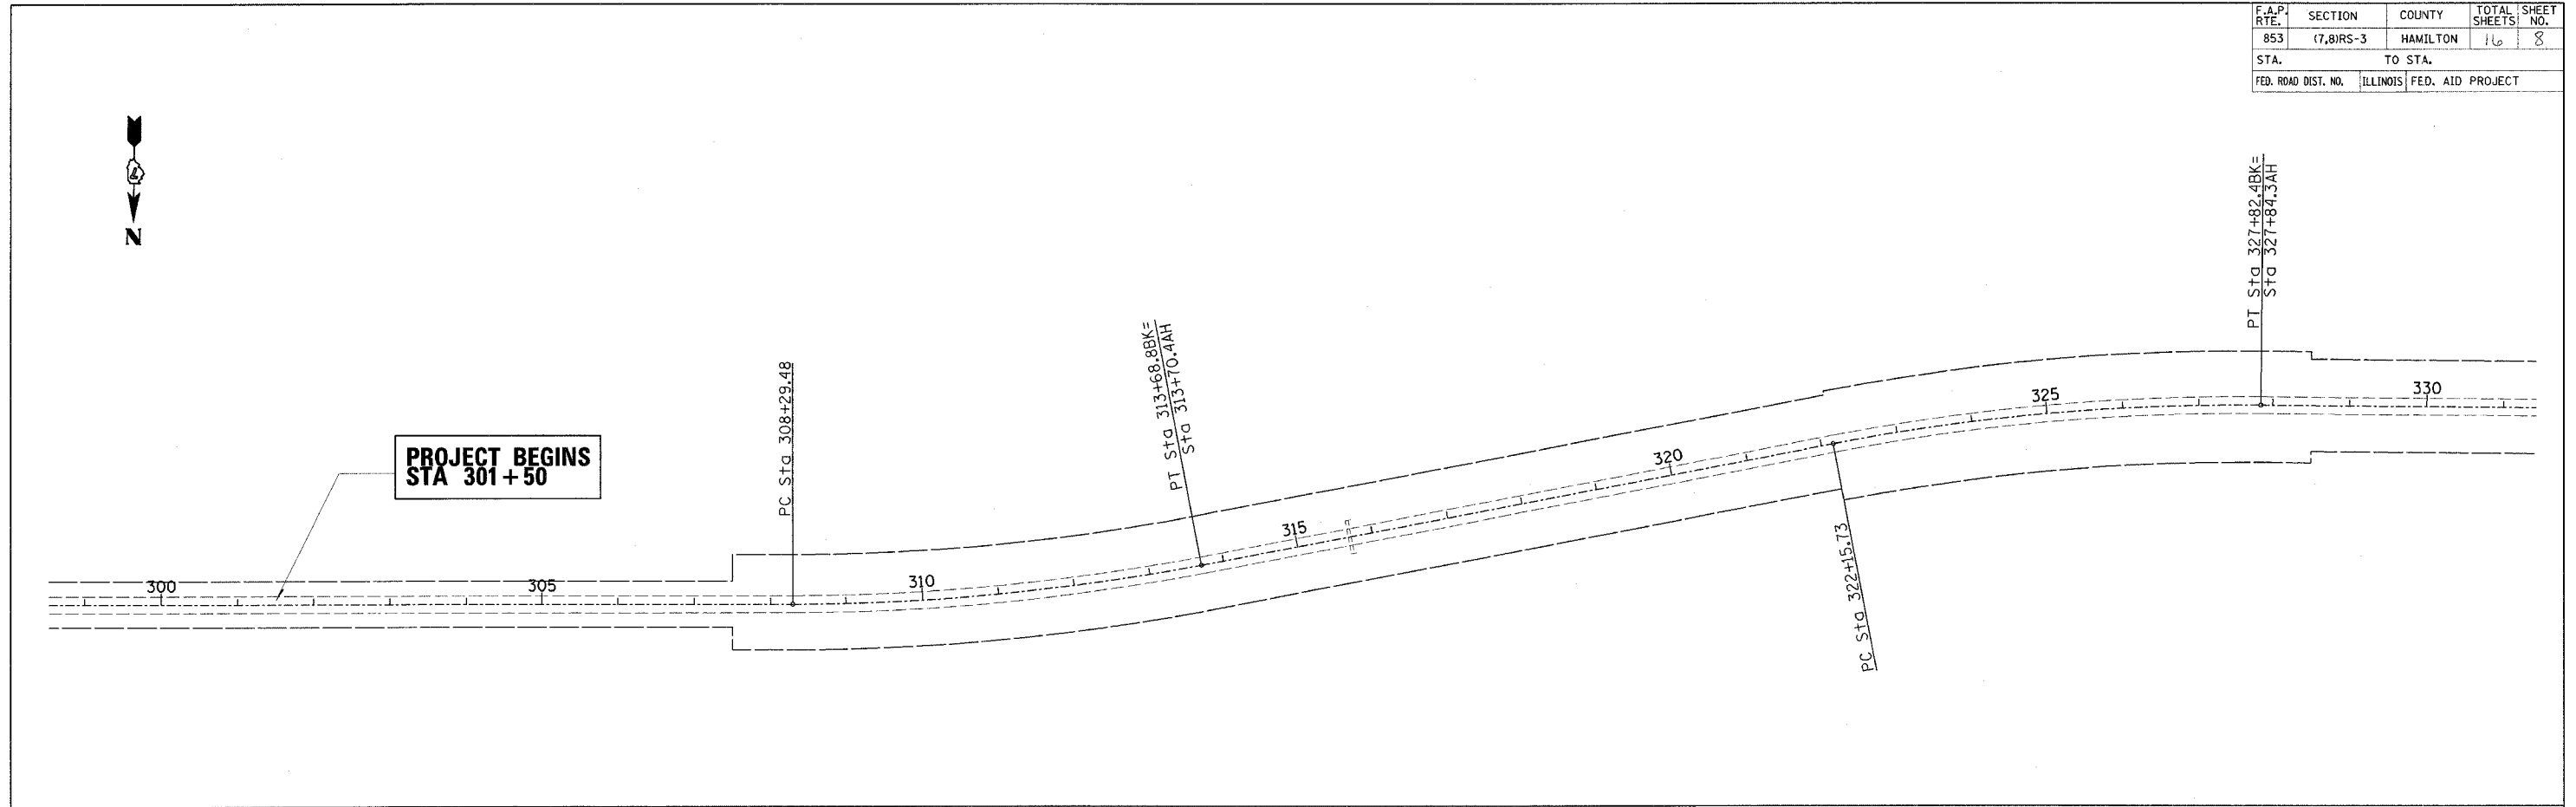 F.A.P. RTE. SECTION COUNTY TOTAL SHEETS SHEET NO.
853 (7,8)RS-3 HAMILTON 16 8
STA. TO STA.
FED. ROAD DIST. NO. ILLINOIS FED. AID PROJECT
N
PROJECT BEGINS
STA 301+50
PC Sta 308+29.48
PT Sta 313+68.8BK=
Sta 313+70.4AH
PC Sta 322+15.73
PT Sta 327+82.4BK=
Sta 327+84.3AH
300
305
310
315
320
325
330